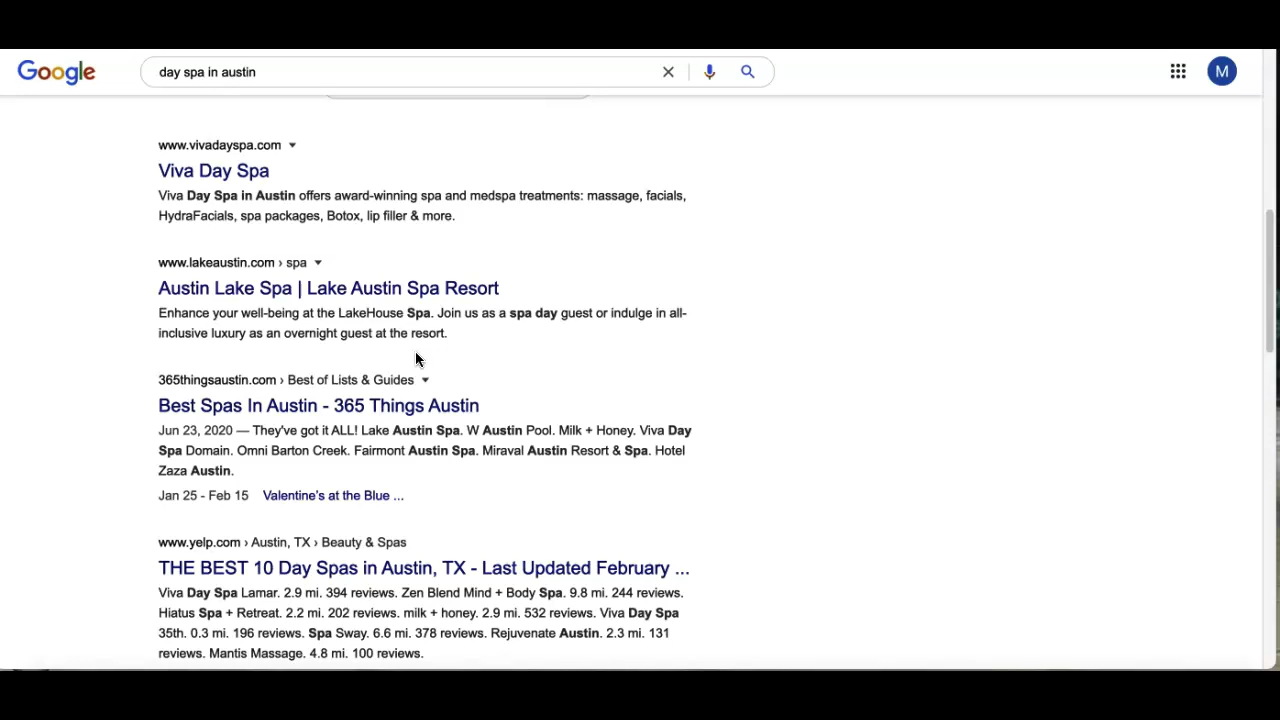 Google
day spa in austin
M
www.vivadayspa.com
Viva Day Spa
Viva Day Spa in Austin offers award-winning spa and medspa treatments: massage, facials,
HydraFacials, spa packages, Botox, lip filler & more.
www.lakeaustin.com › spa
Austin Lake Spa | Lake Austin Spa Resort
Enhance your well-being at the LakeHouse Spa. Join us as a spa day guest or indulge in all-
inclusive luxury as an overnight guest at the resort.
365thingsaustin.com › Best of Lists & Guides
Best Spas In Austin - 365 Things Austin
Jun 23, 2020 — They've got it ALL! Lake Austin Spa. W Austin Pool. Milk + Honey. Viva Day
Spa Domain. Omni Barton Creek. Fairmont Austin Spa. Miraval Austin Resort & Spa. Hotel
Zaza Austin.
Jan 25 - Feb 15 Valentine's at the Blue ...
www.yelp.com › Austin, TX › Beauty & Spas
THE BEST 10 Day Spas in Austin, TX - Last Updated February ...
Viva Day Spa Lamar. 2.9 mi. 394 reviews. Zen Blend Mind + Body Spa. 9.8 mi. 244 reviews.
Hiatus Spa + Retreat. 2.2 mi. 202 reviews. milk + honey. 2.9 mi. 532 reviews. Viva Day Spa
35th. 0.3 mi. 196 reviews. Spa Sway. 6.6 mi. 378 reviews. Rejuvenate Austin. 2.3 mi. 131
reviews. Mantis Massage. 4.8 mi. 100 reviews.